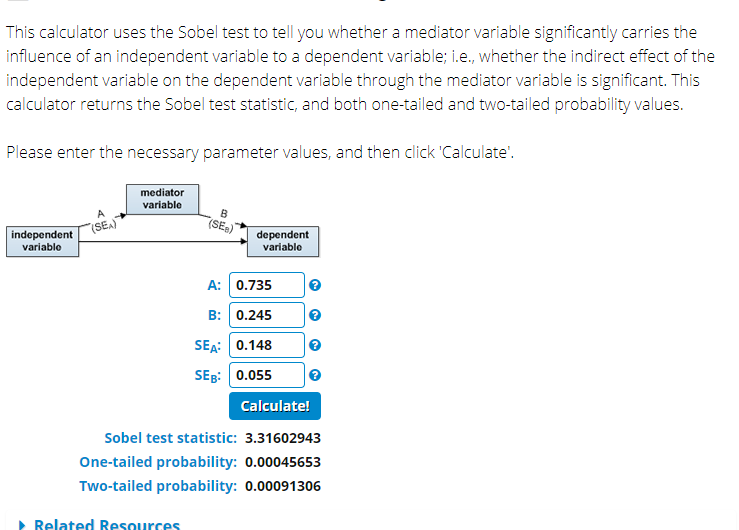 This calculator uses the Sobel test to tell you whether a mediator variable significantly carries the
influence of an independent variable to a dependent variable; i.e., whether the indirect effect of the
independent variable on the dependent variable through the mediator variable is significant. This
calculator returns the Sobel test statistic, and both one-tailed and two-tailed probability values.
Please enter the necessary parameter values, and then click 'Calculate'.
mediator
variable
A
(SEA)
B
(SEB)
independent
variable
dependent
variable
A: 0.735 ?
B: 0.245 ?
SEA: 0.148 ?
SEB: 0.055 ?
Calculate!
Sobel test statistic: 3.31602943
One-tailed probability: 0.00045653
Two-tailed probability: 0.00091306
Related Resources